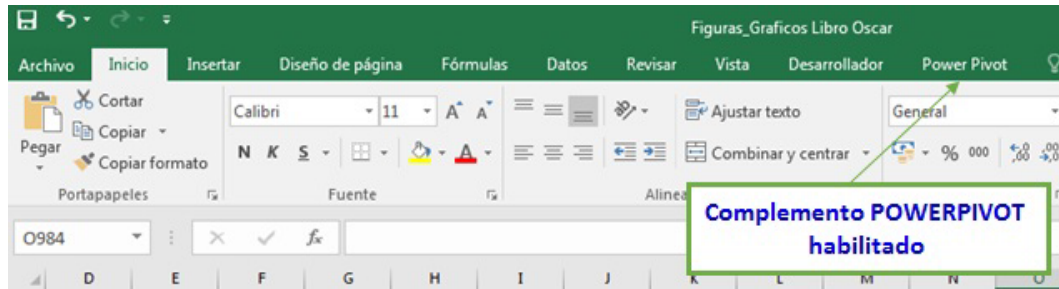 Figuras_Graficos Libro Oscar
Archivo Inicio Insertar Diseño de página Fórmulas Datos Revisar Vista Desarrollador Power Pivot
Cortar
Copiar
Pegar
Copiar formato
Portapapeles
Calibri 11 A A
N K S A
Fuente
Ajustar texto
Combinar y centrar
Alinea
General
% 000
Complemento POWERPIVOT
habilitado
O984 fx
D E F G H I J K L M N O